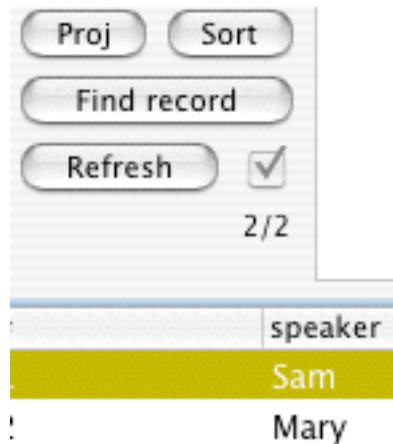 Proj Sort
Find record
Refresh
2/2
speaker
Sam
Mary